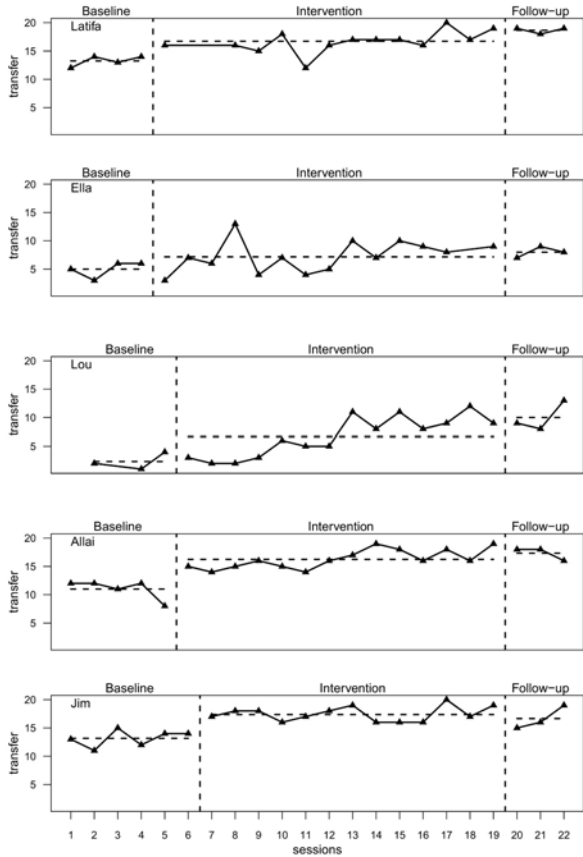 Baseline Intervention Follow-up
Latifa
20
15
10
5
transfer
Baseline Intervention Follow-up
Ella
20
15
10
5
transfer
Baseline Intervention Follow-up
Lou
20
15
10
5
transfer
Baseline Intervention Follow-up
Allai
20
15
10
5
transfer
Baseline Intervention Follow-up
Jim
20
15
10
5
transfer
1 2 3 4 5 6 7 8 9 10 11 12 13 14 15 16 17 18 19 20 21 22
sessions